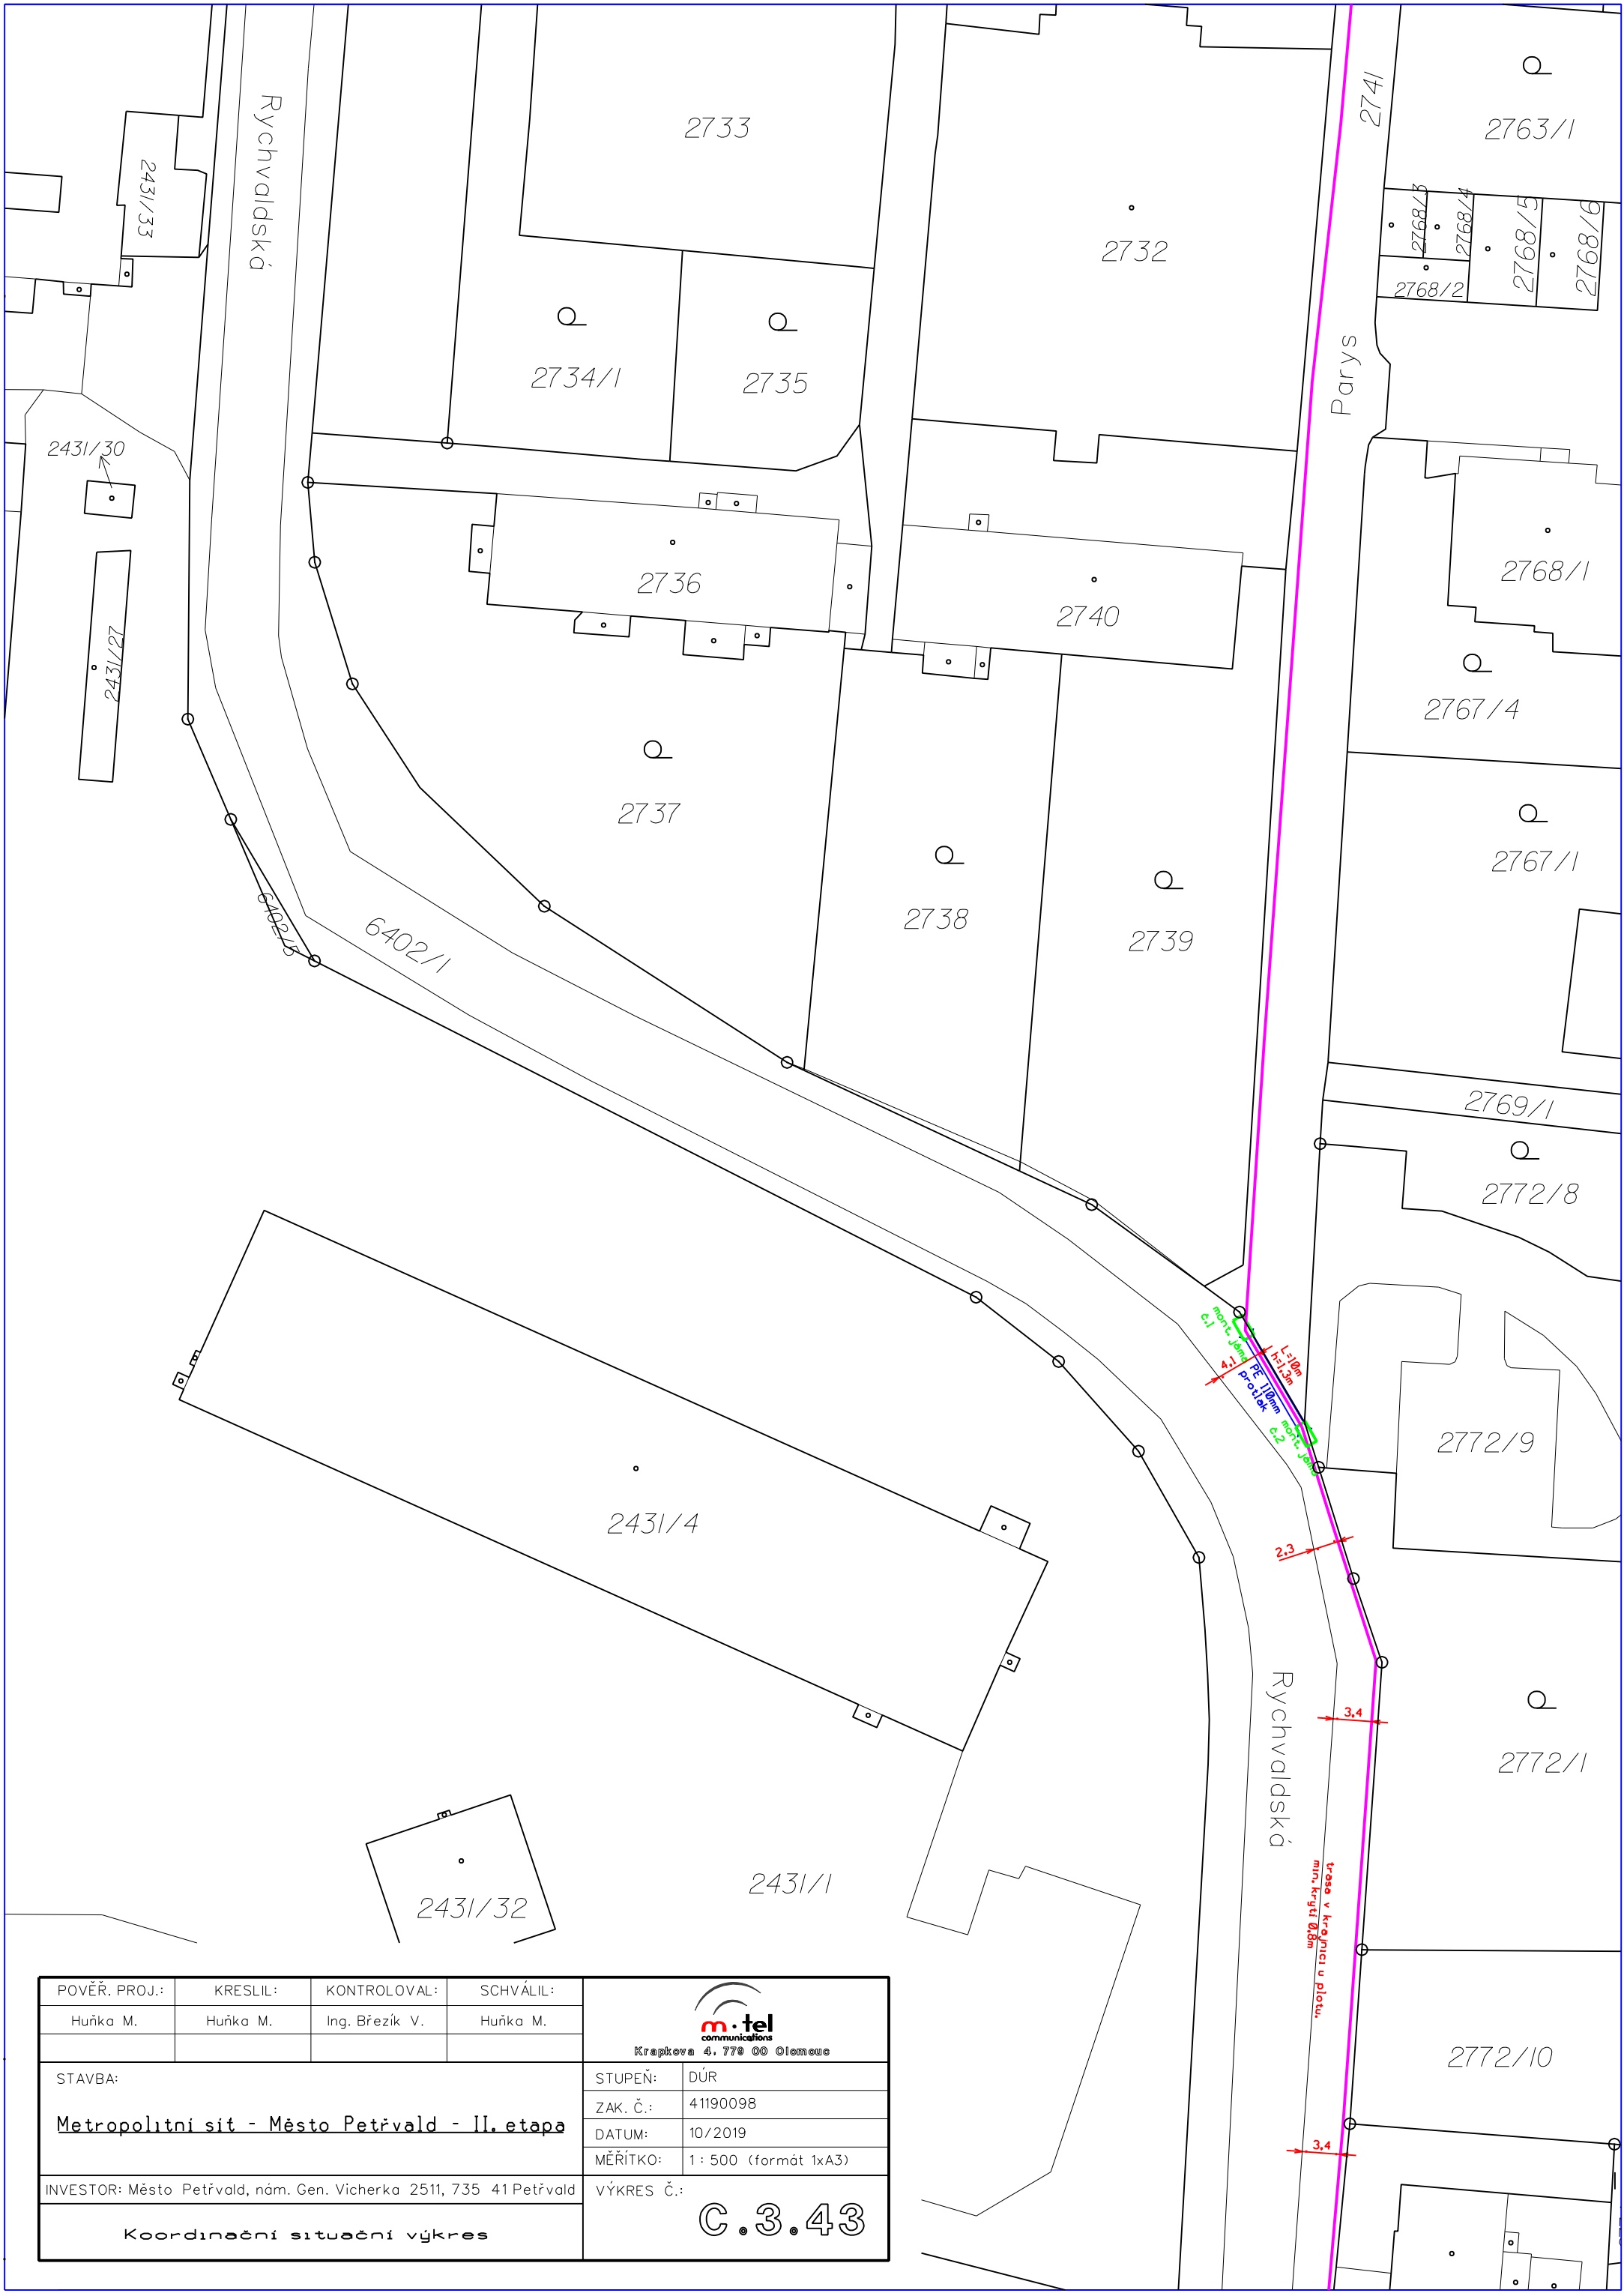 2741
2763/1
Rychvaldská
2733
2431/33
2768/3
2768/4
2768/5
2768/6
2732
2768/2
Parys
2734/1
2735
2431/30
2736
2740
2768/1
2431/27
2767/4
2737
2767/1
2738
2739
6402/5
6402/1
2769/1
2772/8
mont. jáma
č.1
L=10m
h=1.3m
4.1
PE 110mm
protlak
mont. jáma
č.2
2772/9
2431/4
2.3
Rychvaldská
3.4
2772/1
2431/1
2431/32
trasa v krajnici u plotu.
min. krytí 0.8m
2772/10
3.4
POVĚŘ. PROJ.:
KRESLIL:
KONTROLOVAL:
SCHVÁLIL:
Huňka M.
Huňka M.
Ing. Březík V.
Huňka M.
m·tel
communications
Krapkova 4, 779 00 Olomouc
STAVBA:
Metropolitní síť - Město Petřvald - II. etapa
STUPEŇ: DÚR
ZAK. Č.: 41190098
DATUM: 10/2019
MĚŘÍTKO: 1 : 500 (formát 1xA3)
INVESTOR: Město Petřvald, nám. Gen. Vicherka 2511, 735 41 Petřvald
VÝKRES Č.:
C.3.43
Koordinační situační výkres